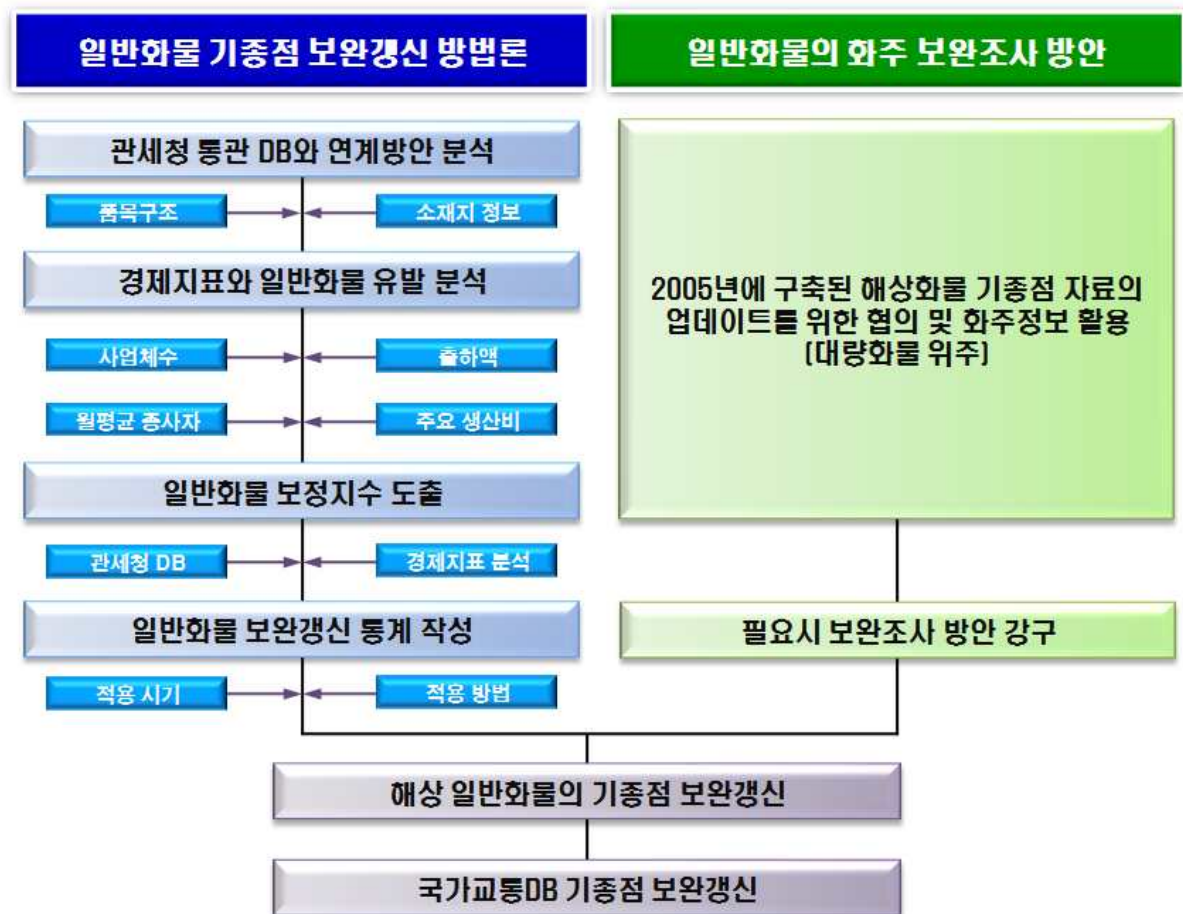 일반화물 기종점 보완갱신 방법론
관세청 통관 DB와 연계방안 분석
품목구조
소재지 정보
경제지표와 일반화물 유발 분석
사업체수
출하액
월평균 종사자
주요 생산비
일반화물 보정지수 도출
관세청 DB
경제지표 분석
일반화물 보완갱신 통계 작성
적용 시기
적용 방법
일반화물의 화주 보완조사 방안
2005년에 구축된 해상화물 기종점 자료의
업데이트를 위한 협의 및 화주정보 활용
(대량화물 위주)
필요시 보완조사 방안 강구
해상 일반화물의 기종점 보완갱신
국가교통DB 기종점 보완갱신